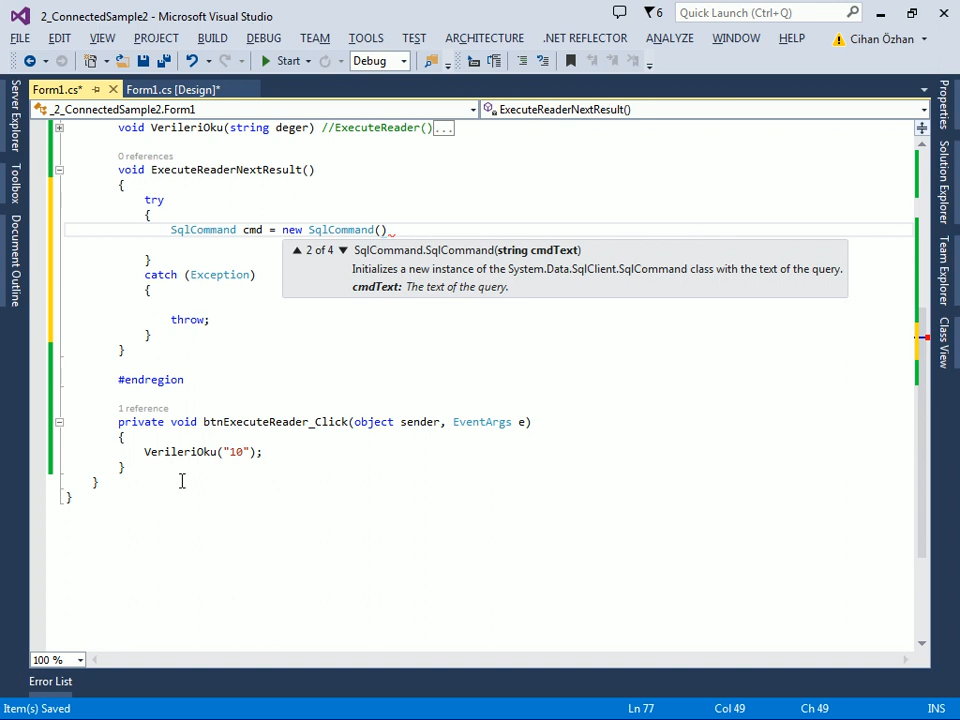 2_ConnectedSample2 - Microsoft Visual Studio
6
Quick Launch (Ctrl+Q)
FILE EDIT VIEW PROJECT BUILD DEBUG TEAM TOOLS TEST ARCHITECTURE .NET REFLECTOR ANALYZE WINDOW HELP Cihan Özhan
Start Debug
Form1.cs* Form1.cs [Design]*
_2_ConnectedSample2.Form1 ExecuteReaderNextResult()
Server Explorer
Toolbox
Document Outline
void VerileriOku(string deger) //ExecuteReader()...
0 references
void ExecuteReaderNextResult()
{
try
{
SqlCommand cmd = new SqlCommand()
2 of 4 SqlCommand.SqlCommand(string cmdText)
Initializes a new instance of the System.Data.SqlClient.SqlCommand class with the text of the query.
cmdText: The text of the query.
}
catch (Exception)
{
throw;
}
}
#endregion
1 reference
private void btnExecuteReader_Click(object sender, EventArgs e)
{
VerileriOku("10");
}
}
}
Properties
Solution Explorer
Team Explorer
Class View
100 %
Error List
Item(s) Saved Ln 77 Col 49 Ch 49 INS